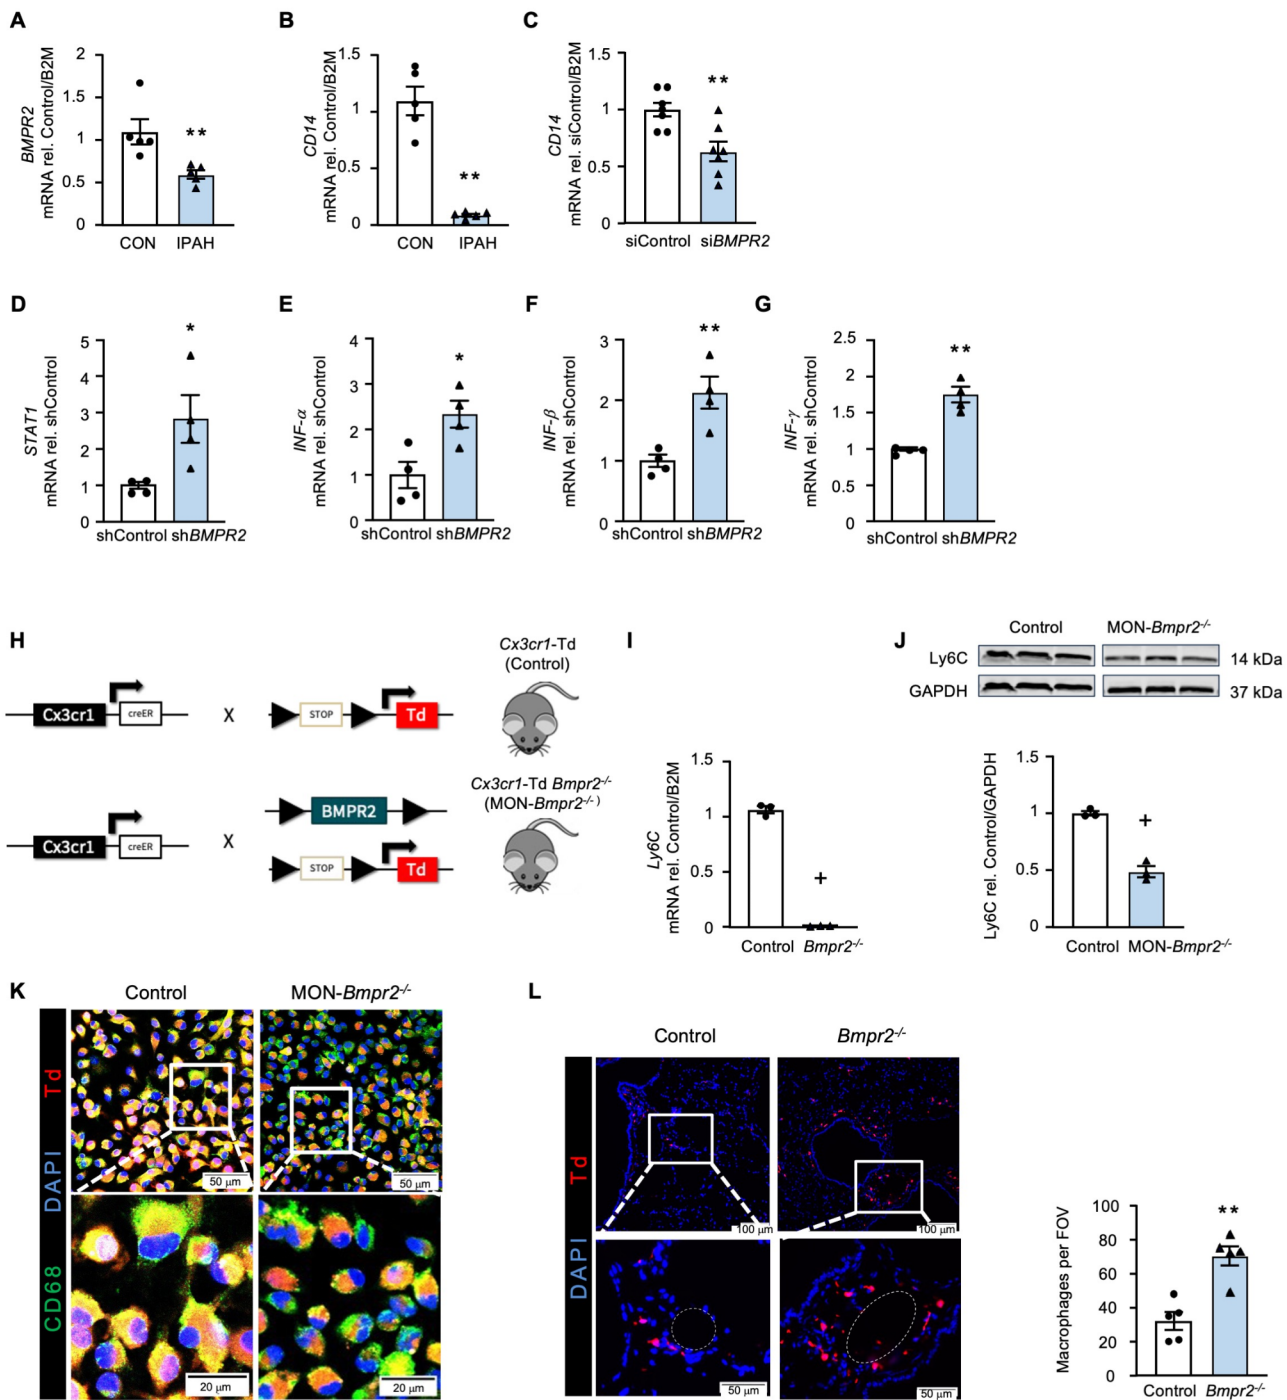 A
BMPR2
mRNA rel. Control/B2M
2
1.5
1
0.5
0
**
CON IPAH
B
CD14
mRNA rel. Control/B2M
1.5
1
0.5
0
**
CON IPAH
C
CD14
mRNA rel. siControl/B2M
1.5
1.0
0.5
0
**
siControl siBMPR2
D
STAT1
mRNA rel. shControl
5
4
3
2
1
0
*
shControl shBMPR2
E
INF-α
mRNA rel. shControl
4
3
2
1
0
*
shControl shBMPR2
F
INF-β
mRNA rel. shControl
3
2
1
0
**
shControl shBMPR2
G
INF-γ
mRNA rel. shControl
2.5
2
1.5
1
0.5
0
**
shControl shBMPR2
H
Cx3cr1
creER
X
STOP
Td
Cx3cr1-Td
(Control)
Cx3cr1
creER
X
BMPR2
STOP
Td
Cx3cr1-Td Bmpr2-/-
(MON-Bmpr2-/-)
I
Ly6C
mRNA rel. Control/B2M
1.5
1
0.5
0
+
Control Bmpr2-/-
J
Control MON-Bmpr2-/-
Ly6C 14 kDa
GAPDH 37 kDa
Ly6C rel. Control/GAPDH
1.5
1
0.5
0
+
Control MON-Bmpr2-/-
K
Control MON-Bmpr2-/-
CD68 DAPI Td
50 µm
50 µm
20 µm
20 µm
L
Control Bmpr2-/-
DAPI Td
100 µm
100 µm
50 µm
50 µm
Macrophages per FOV
100
80
60
40
20
0
**
Control Bmpr2-/-